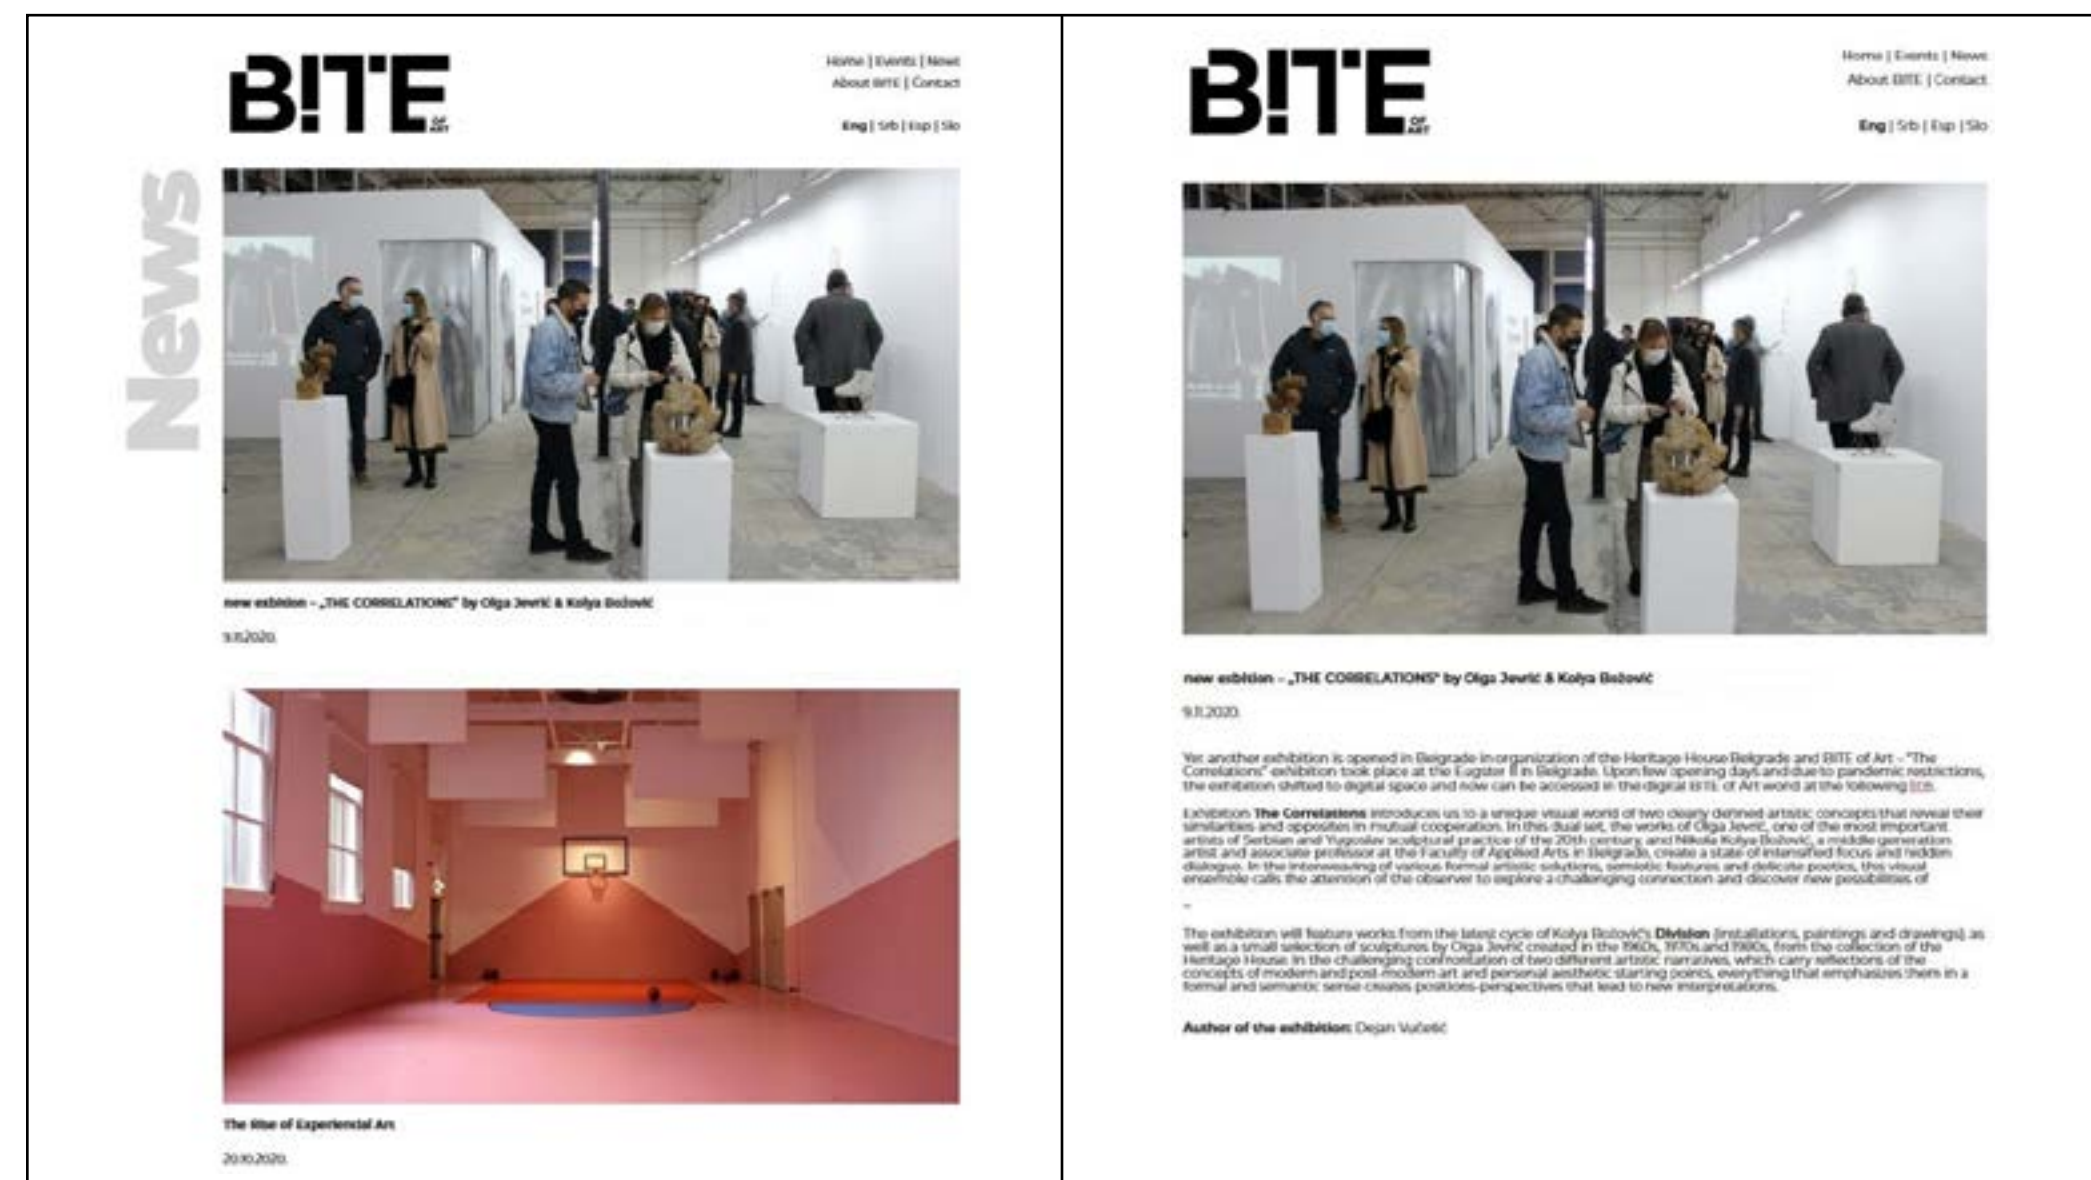 B!TE OF ART
Home | Events | News
About BITE | Contact
Eng | Srb | Esp | Slo
News
new exbition – „THE CORRELATIONS" by Olga Jevrić & Kolya Božović
9.11.2020.
The Rise of Experiential Art
20.10.2020.
B!TE OF ART
Home | Events | News
About BITE | Contact
Eng | Srb | Esp | Slo
new exbition – „THE CORRELATIONS" by Olga Jevrić & Kolya Božović
9.11.2020.
Yet another exhibition is opened in Belgrade in organization of the Heritage House Belgrade and BITE of Art – "The
Correlations" exhibition took place at the Eugster II in Belgrade. Upon few opening days and due to pandemic restrictions,
the exhibition shifted to digital space and now can be accessed in the digital BITE of Art world at the following link.
Exhibition The Correlations introduces us to a unique visual world of two clearly defined artistic concepts that reveal their
similarities and opposites in mutual cooperation. In this dual set, the works of Olga Jevrić, one of the most important
artists of Serbian and Yugoslav sculptural practice of the 20th century, and Nikola Kolya Božović, a middle generation
artist and associate professor at the Faculty of Applied Arts in Belgrade, create a state of intensified focus and hidden
dialogue. In the interweaving of various formal artistic solutions, semiotic features and delicate poetics, this visual
ensemble calls the attention of the observer to explore a challenging connection and discover new possibilities of
–
The exhibition will feature works from the latest cycle of Kolya Božović's Division (installations, paintings and drawings), as
well as a small selection of sculptures by Olga Jevrić created in the 1960s, 1970s and 1980s, from the collection of the
Heritage House. In the challenging confrontation of two different artistic narratives, which carry reflections of the
concepts of modern and post-modern art and personal aesthetic starting points, everything that emphasizes them in a
formal and semantic sense creates positions-perspectives that lead to new interpretations.
Author of the exhibition: Dejan Vučetić